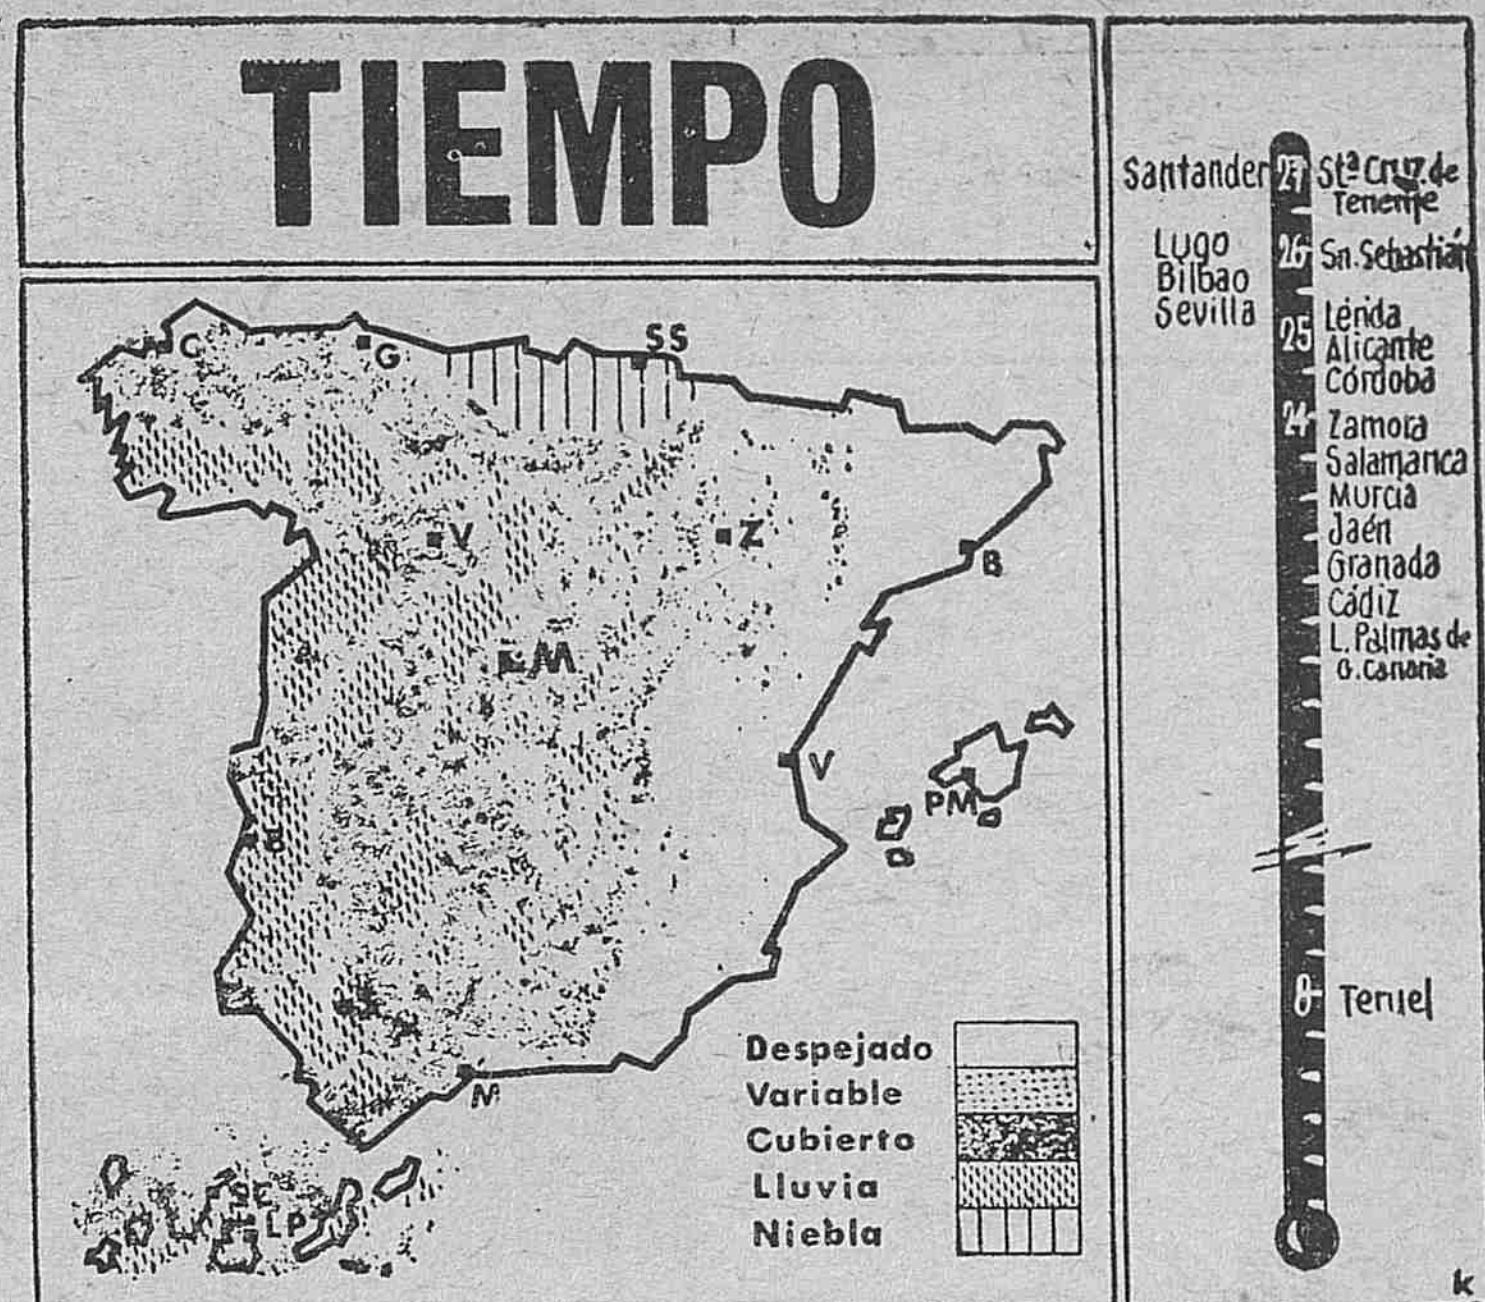 TIEMPO
C
G
SS
V
Z
B
M
V
PM
B
M
SC
LP
Despejado
Variable
Cubierto
Lluvia
Niebla
Santander 27 Stª Cruz de
Tenerife
Lugo 26 Sn. Sebastián
Bilbao
Sevilla 25 Lérida
Alicante
Córdoba
24 Zamora
Salamanca
Murcia
Jaén
Granada
Cádiz
L. Palmas de
G. Canaria
8 Teruel
k